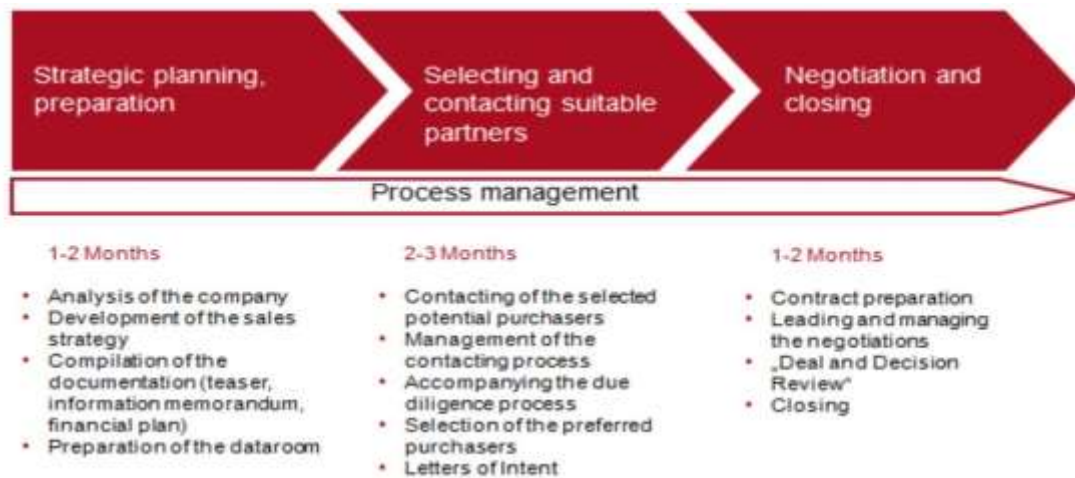 Strategic planning,
preparation
Selecting and
contacting suitable
partners
Negotiation and
closing
Process management
1-2 Months
• Analysis of the company
• Development of the sales
strategy
• Compilation of the
documentation (teaser,
information memorandum,
financial plan)
• Preparation of the dataroom
2-3 Months
• Contacting of the selected
potential purchasers
• Management of the
contacting process
• Accompanying the due
diligence process
• Selection of the preferred
purchasers
• Letters of Intent
1-2 Months
• Contract preparation
• Leading and managing
the negotiations
• „Deal and Decision
Review“
• Closing